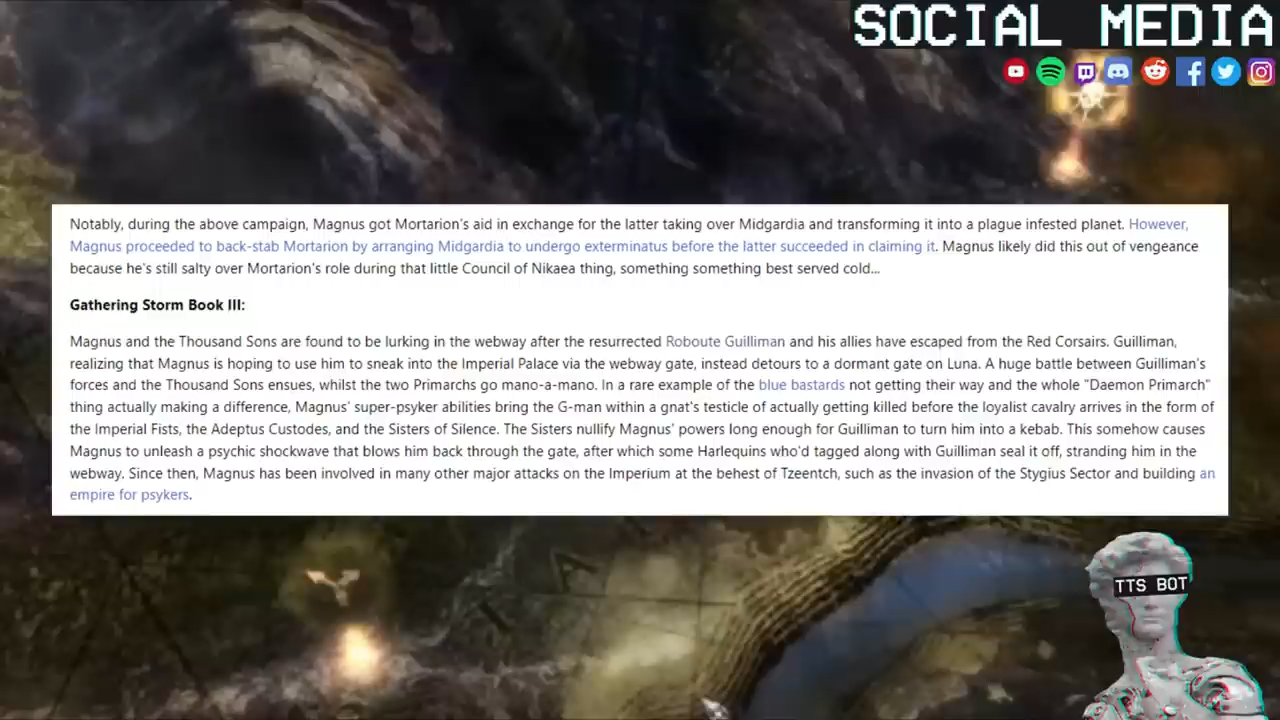 SOCIAL MEDIA
Notably, during the above campaign, Magnus got Mortarion's aid in exchange for the latter taking over Midgardia and transforming it into a plague infested planet. However,
Magnus proceeded to back-stab Mortarion by arranging Midgardia to undergo exterminatus before the latter succeeded in claiming it. Magnus likely did this out of vengeance
because he's still salty over Mortarion's role during that little Council of Nikaea thing, something something best served cold...
Gathering Storm Book III:
Magnus and the Thousand Sons are found to be lurking in the webway after the resurrected Roboute Guilliman and his allies have escaped from the Red Corsairs. Guilliman,
realizing that Magnus is hoping to use him to sneak into the Imperial Palace via the webway gate, instead detours to a dormant gate on Luna. A huge battle between Guilliman's
forces and the Thousand Sons ensues, whilst the two Primarchs go mano-a-mano. In a rare example of the blue bastards not getting their way and the whole "Daemon Primarch"
thing actually making a difference, Magnus' super-psyker abilities bring the G-man within a gnat's testicle of actually getting killed before the loyalist cavalry arrives in the form of
the Imperial Fists, the Adeptus Custodes, and the Sisters of Silence. The Sisters nullify Magnus' powers long enough for Guilliman to turn him into a kebab. This somehow causes
Magnus to unleash a psychic shockwave that blows him back through the gate, after which some Harlequins who'd tagged along with Guilliman seal it off, stranding him in the
webway. Since then, Magnus has been involved in many other major attacks on the Imperium at the behest of Tzeentch, such as the invasion of the Stygius Sector and building an
empire for psykers.
TTS BOT